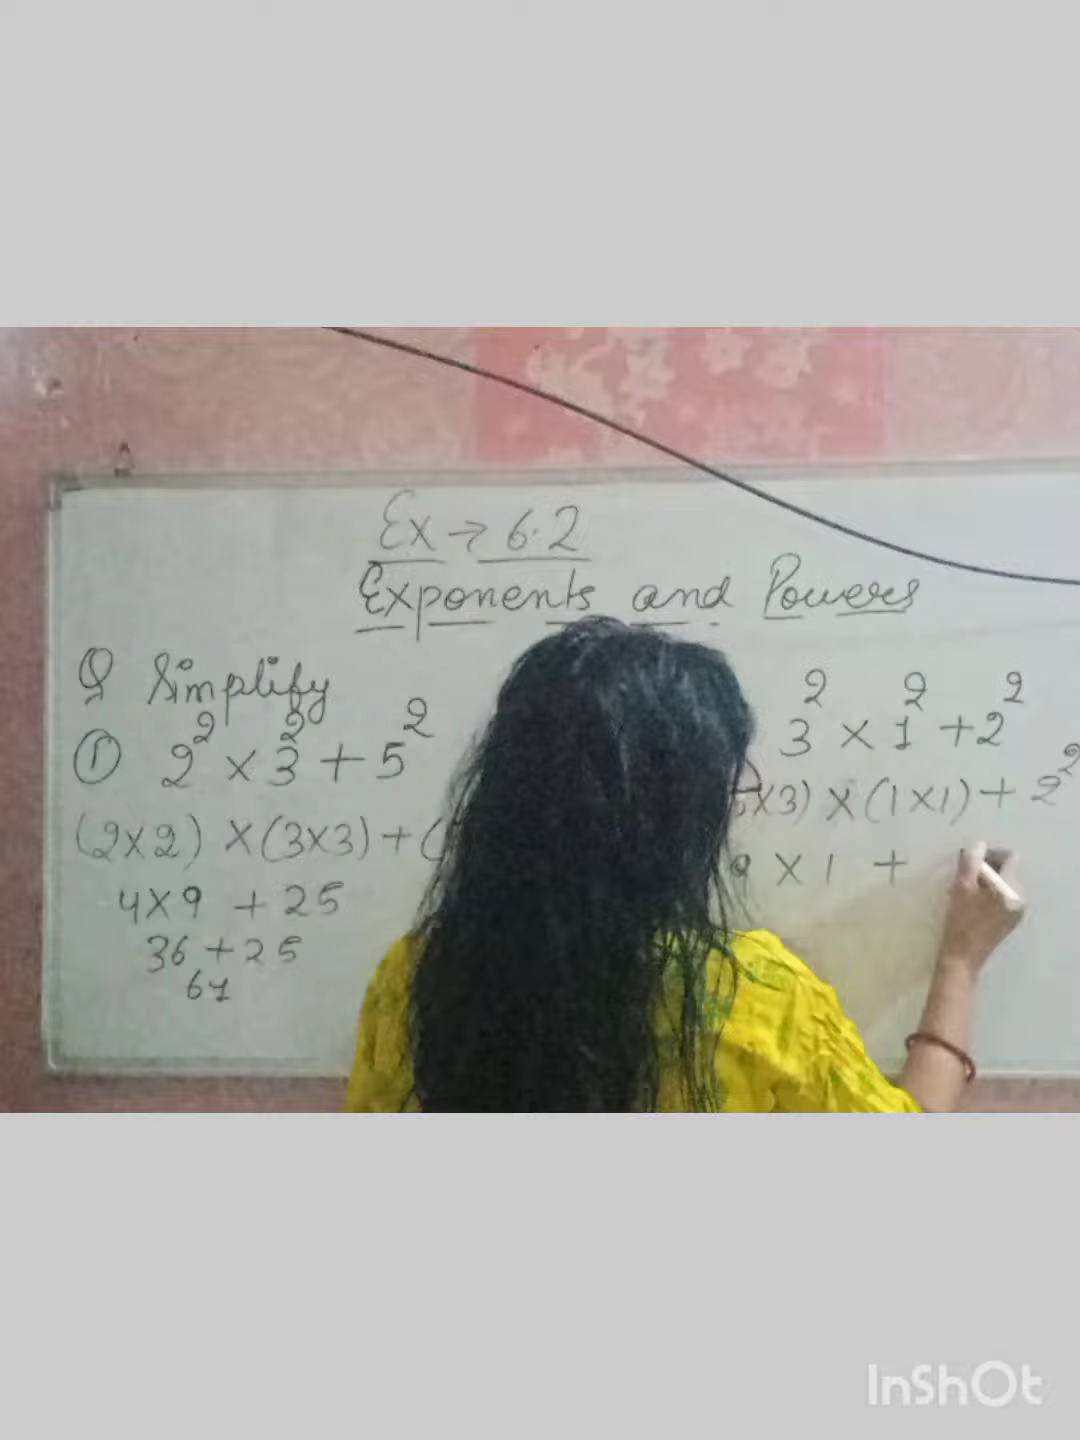 Ex → 6.2
Exponents and Powers
Q Simplify
① 2² × 3² + 5²
(2×2) × (3×3) + (
4×9 + 25
36 + 25
61
3² × 1² + 2²
×3) × (1×1) + 2²
9 × 1 +
InShOt